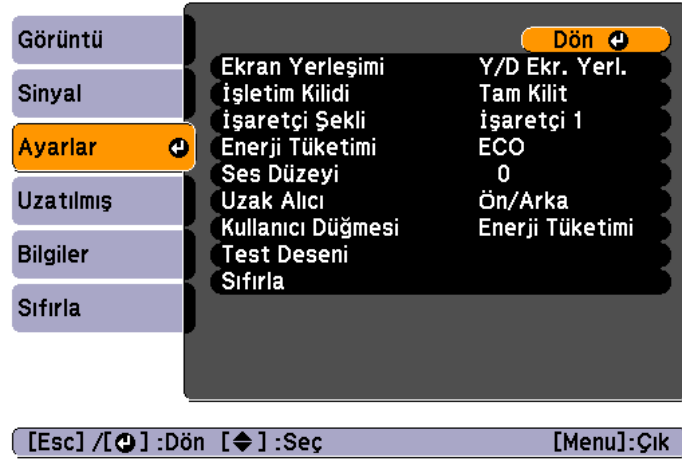 Görüntü
Sinyal
Ayarlar
Uzatılmış
Bilgiler
Sıfırla
Dön
Ekran Yerleşimi Y/D Ekr. Yerl.
İşletim Kilidi Tam Kilit
İşaretçi Şekli İşaretçi 1
Enerji Tüketimi ECO
Ses Düzeyi 0
Uzak Alıcı Ön/Arka
Kullanıcı Düğmesi Enerji Tüketimi
Test Deseni
Sıfırla
[Esc] /[ ] :Dön [ ] :Seç [Menu]:Çık